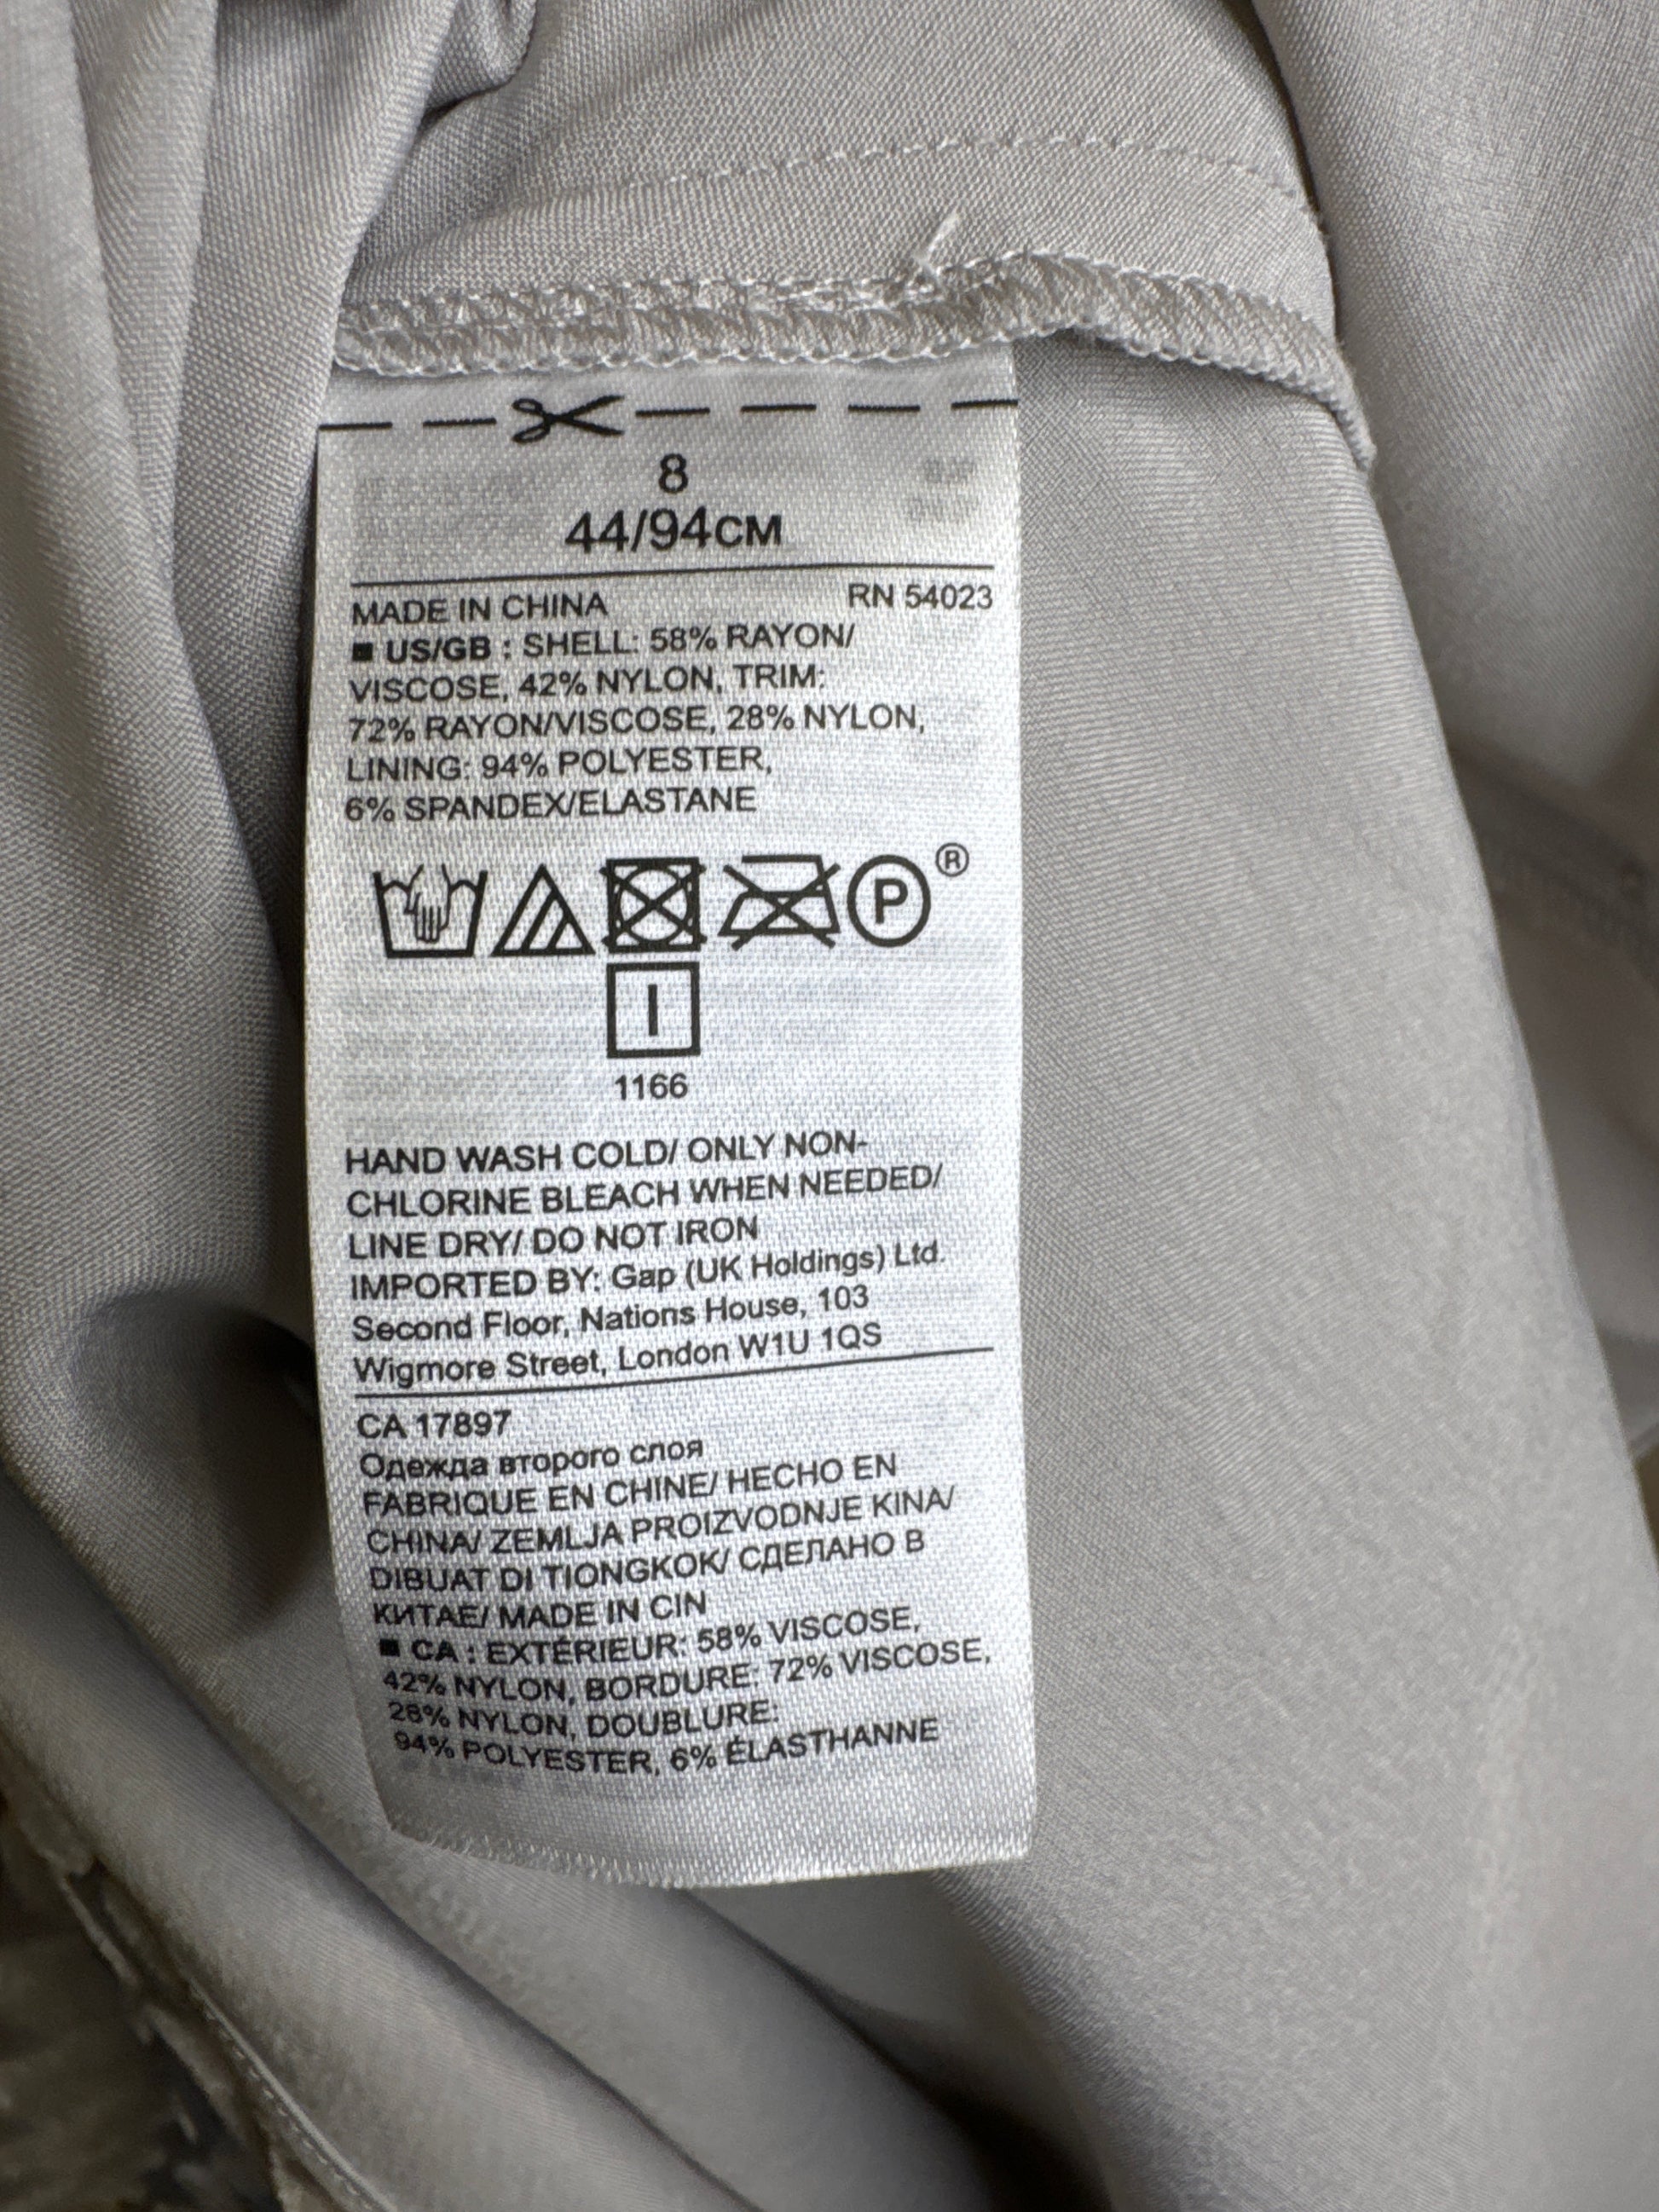 8
44/94CM
MADE IN CHINA RN 54023
■ US/GB : SHELL: 58% RAYON/
VISCOSE, 42% NYLON, TRIM:
72% RAYON/VISCOSE, 28% NYLON,
LINING: 94% POLYESTER,
6% SPANDEX/ELASTANE
P ®
1166
HAND WASH COLD/ ONLY NON-
CHLORINE BLEACH WHEN NEEDED/
LINE DRY/ DO NOT IRON
IMPORTED BY: Gap (UK Holdings) Ltd.
Second Floor, Nations House, 103
Wigmore Street, London W1U 1QS
CA 17897
Одежда второго слоя
FABRIQUE EN CHINE/ HECHO EN
CHINA/ ZEMLJA PROIZVODNJE KINA/
DIBUAT DI TIONGKOK/ СДЕЛАНО В
КИТАЕ/ MADE IN CIN
■ CA : EXTÉRIEUR: 58% VISCOSE,
42% NYLON, BORDURE: 72% VISCOSE,
28% NYLON, DOUBLURE:
94% POLYESTER, 6% ÉLASTHANNE